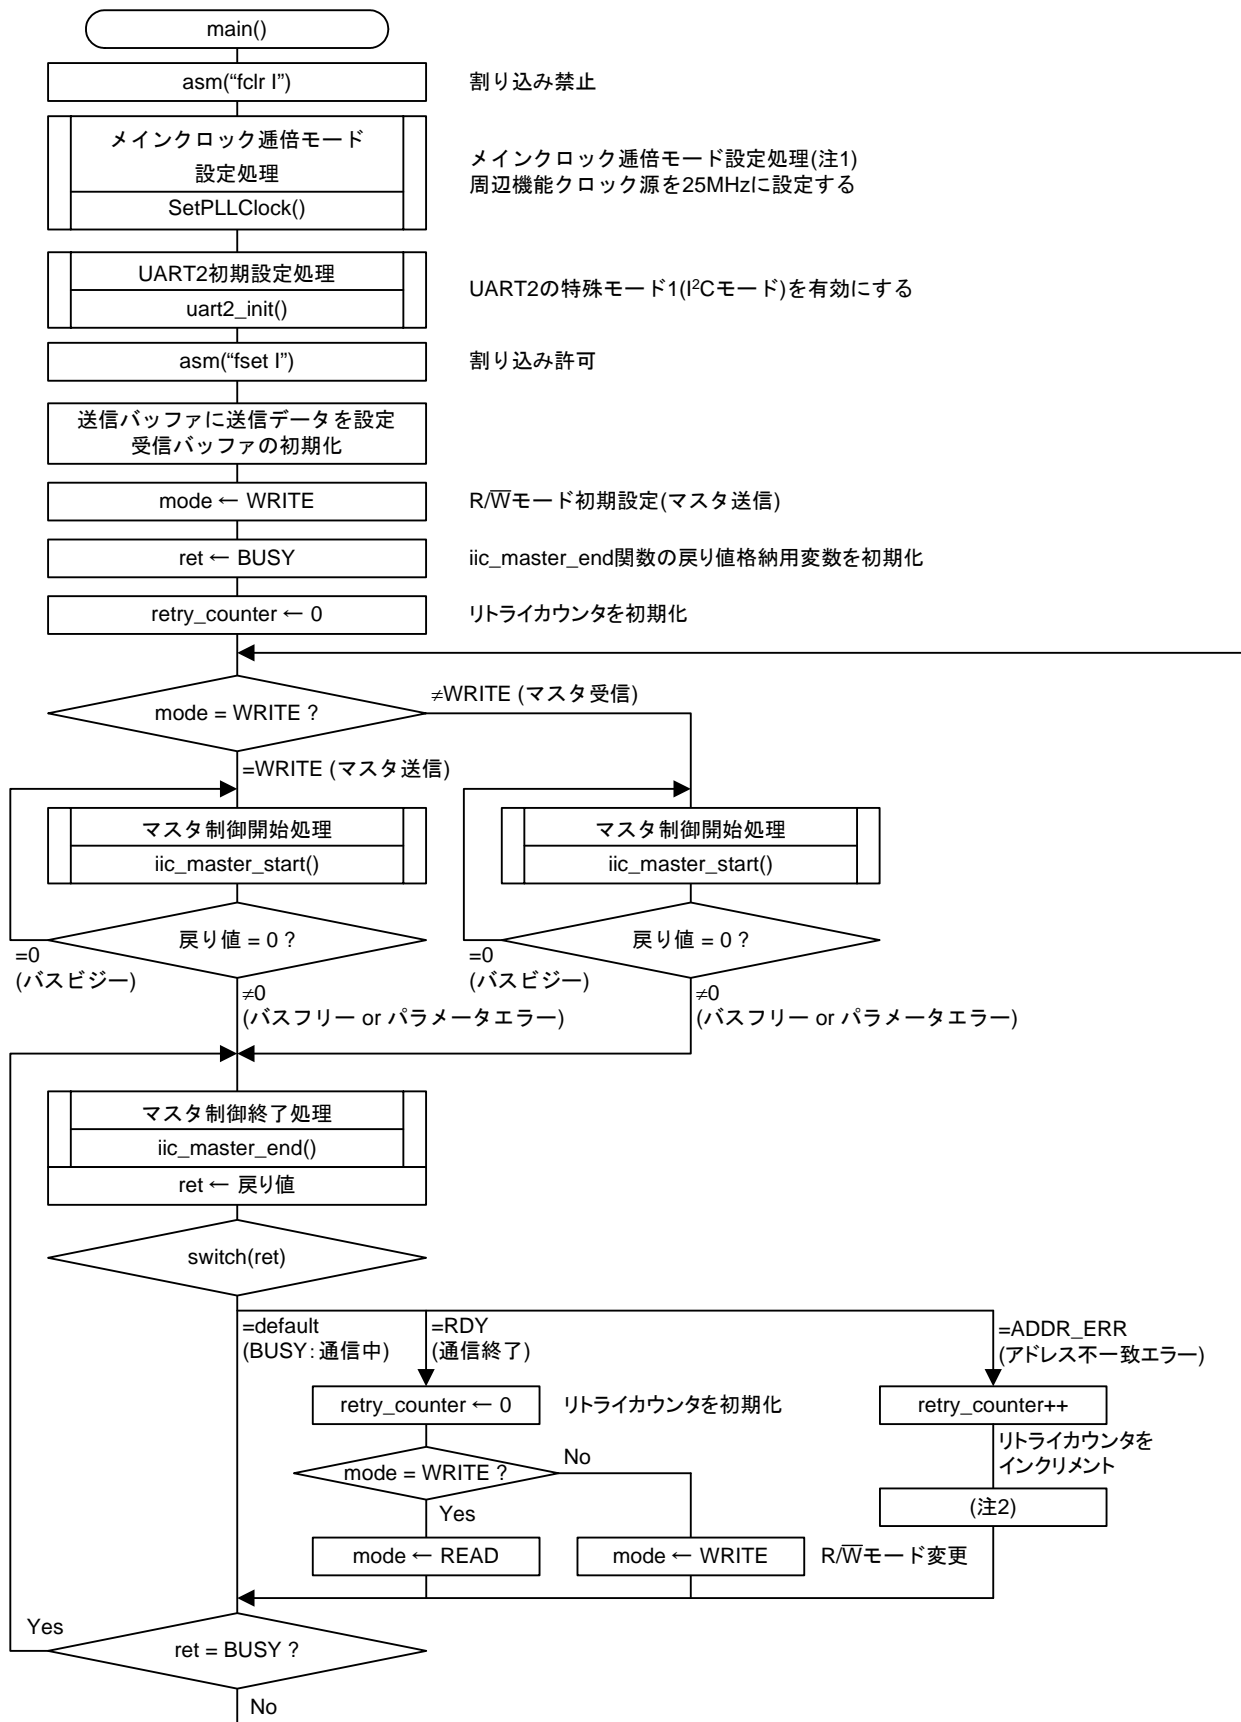 main()
asm(“fclr I”)
割り込み禁止
メインクロック逓倍モード
設定処理
SetPLLClock()
メインクロック逓倍モード設定処理(注1)
周辺機能クロック源を25MHzに設定する
UART2初期設定処理
uart2_init()
UART2の特殊モード1(I²Cモード)を有効にする
asm(“fset I”)
割り込み許可
送信バッファに送信データを設定
受信バッファの初期化
mode ← WRITE
R/W̅モード初期設定(マスタ送信)
ret ← BUSY
iic_master_end関数の戻り値格納用変数を初期化
retry_counter ← 0
リトライカウンタを初期化
mode = WRITE ?
≠WRITE (マスタ受信)
=WRITE (マスタ送信)
マスタ制御開始処理
iic_master_start()
マスタ制御開始処理
iic_master_start()
戻り値 = 0 ?
=0
(バスビジー)
≠0
(バスフリー or パラメータエラー)
戻り値 = 0 ?
=0
(バスビジー)
≠0
(バスフリー or パラメータエラー)
マスタ制御終了処理
iic_master_end()
ret ← 戻り値
switch(ret)
=default
(BUSY：通信中)
=RDY
(通信終了)
=ADDR_ERR
(アドレス不一致エラー)
retry_counter ← 0
リトライカウンタを初期化
retry_counter++
リトライカウンタを
インクリメント
mode = WRITE ?
No
Yes
(注2)
mode ← READ
mode ← WRITE
R/W̅モード変更
Yes
ret = BUSY ?
No